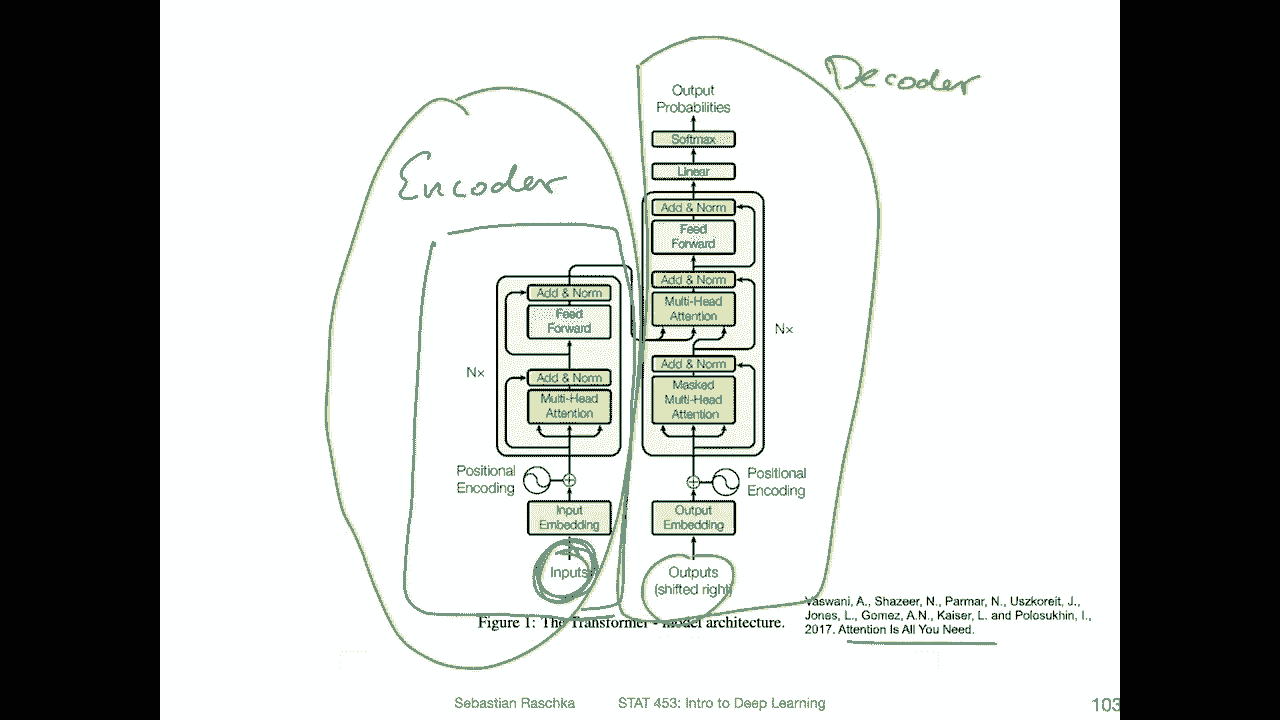 Decoder
Encoder
Output
Probabilities
Softmax
Linear
Add & Norm
Feed
Forward
Add & Norm
Multi-Head
Attention
Add & Norm
Masked
Multi-Head
Attention
Nx
Positional
Encoding
Output
Embedding
Outputs
(shifted right)
Add & Norm
Feed
Forward
Add & Norm
Multi-Head
Attention
Nx
Positional
Encoding
Input
Embedding
Inputs
Figure 1: The Transformer - model architecture.
Vaswani, A., Shazeer, N., Parmar, N., Uszkoreit, J.,
Jones, L., Gomez, A.N., Kaiser, L. and Polosukhin, I.,
2017. Attention Is All You Need.
Sebastian Raschka STAT 453: Intro to Deep Learning 103